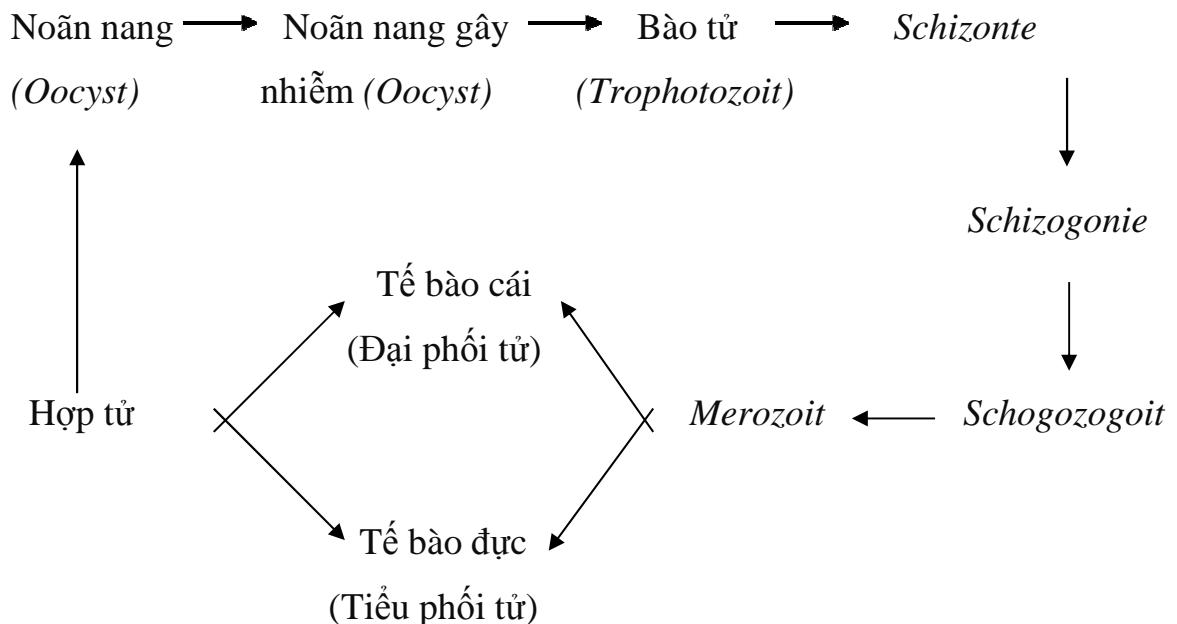 Noãn nang Noãn nang gây Bào tử Schizonte
(Oocyst) nhiễm (Oocyst) (Trophotozoit)
Schizogonie
Tế bào cái
(Đại phối tử)
Hợp tử Merozoit Schogozogoit
Tế bào đực
(Tiểu phối tử)